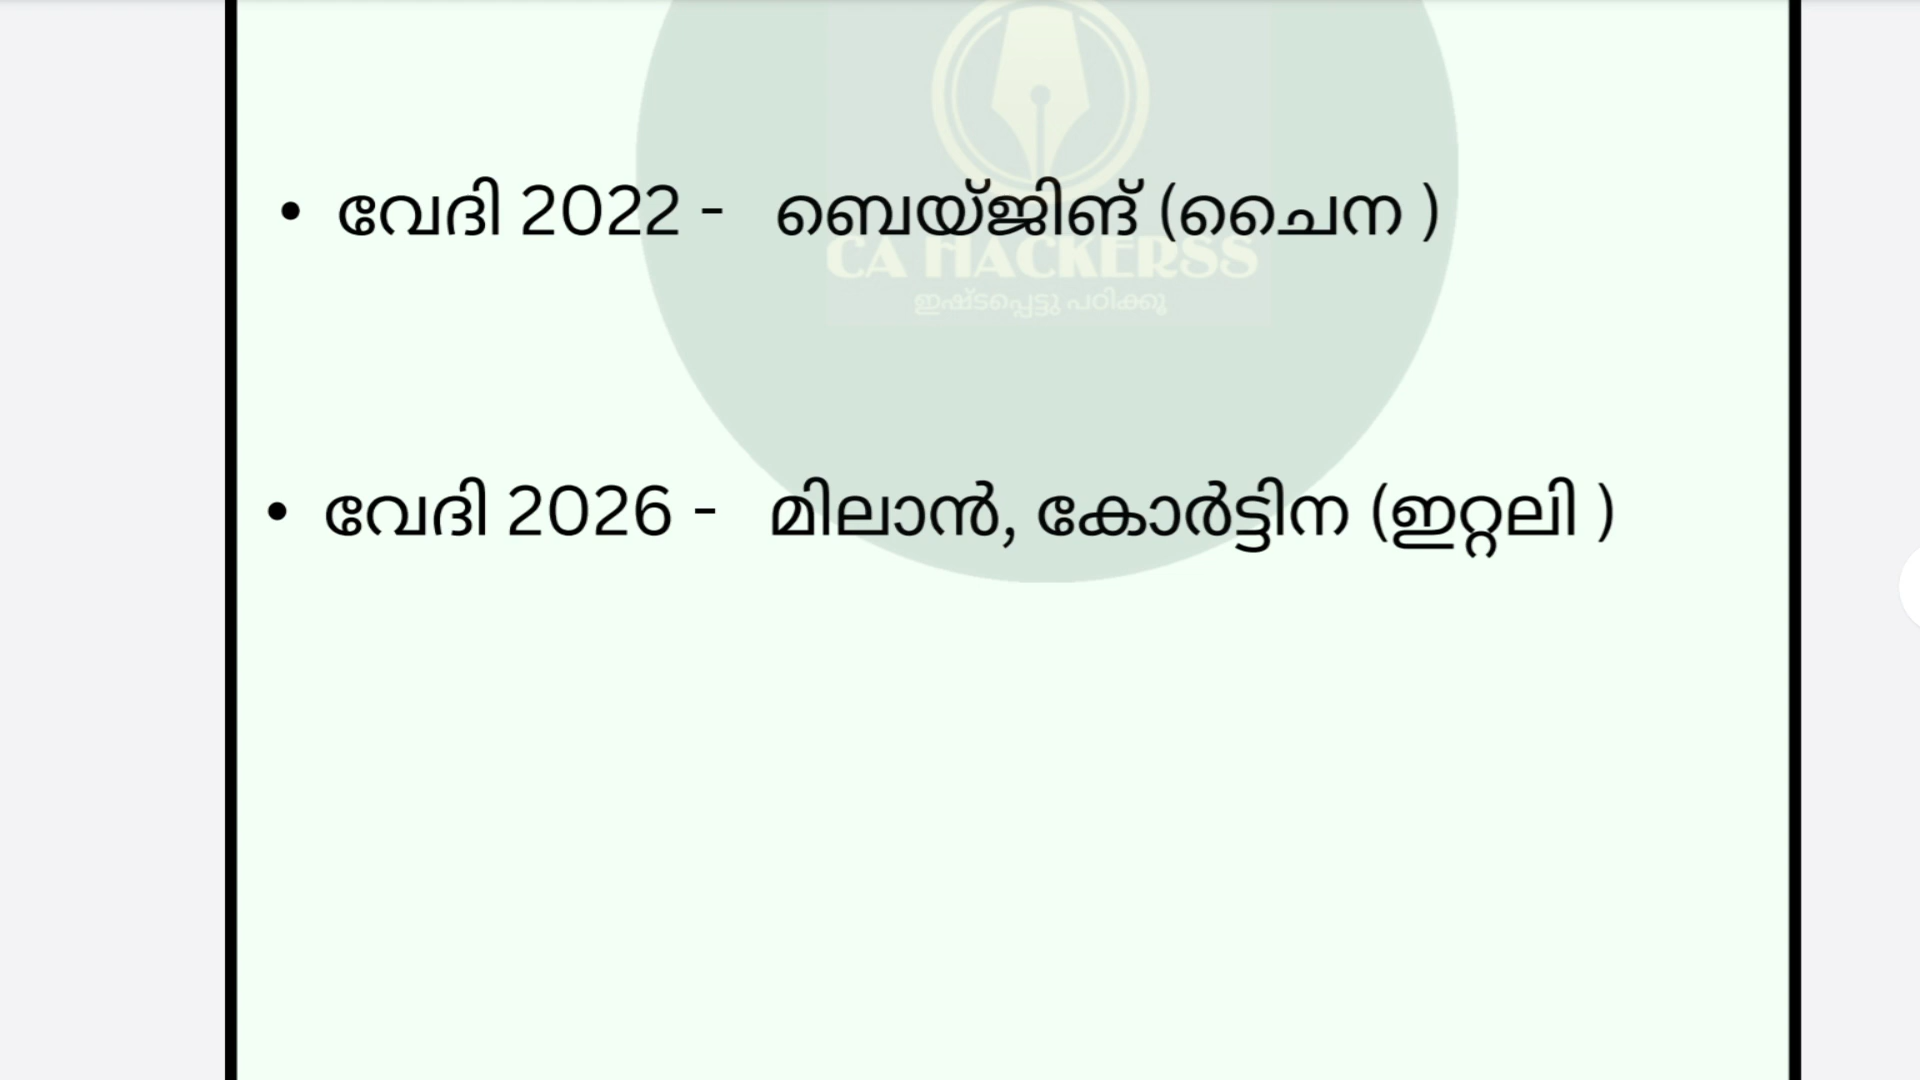 • വേദി 2022 - ബെയ്ജിങ് (ചൈന )
CA HACKERSS
ഇഷ്ടപ്പെട്ടു പഠിക്കൂ
• വേദി 2026 - മിലാൻ, കോർട്ടിന (ഇറ്റലി )